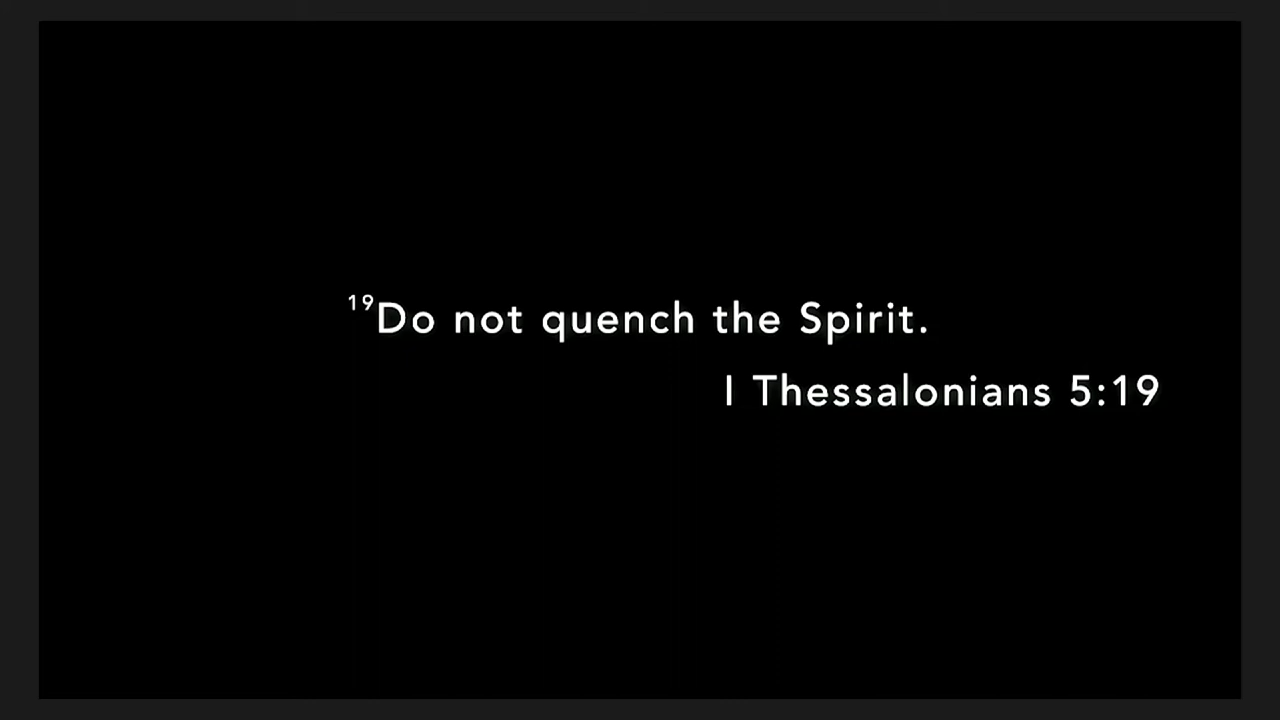 19Do not quench the Spirit.
I Thessalonians 5:19